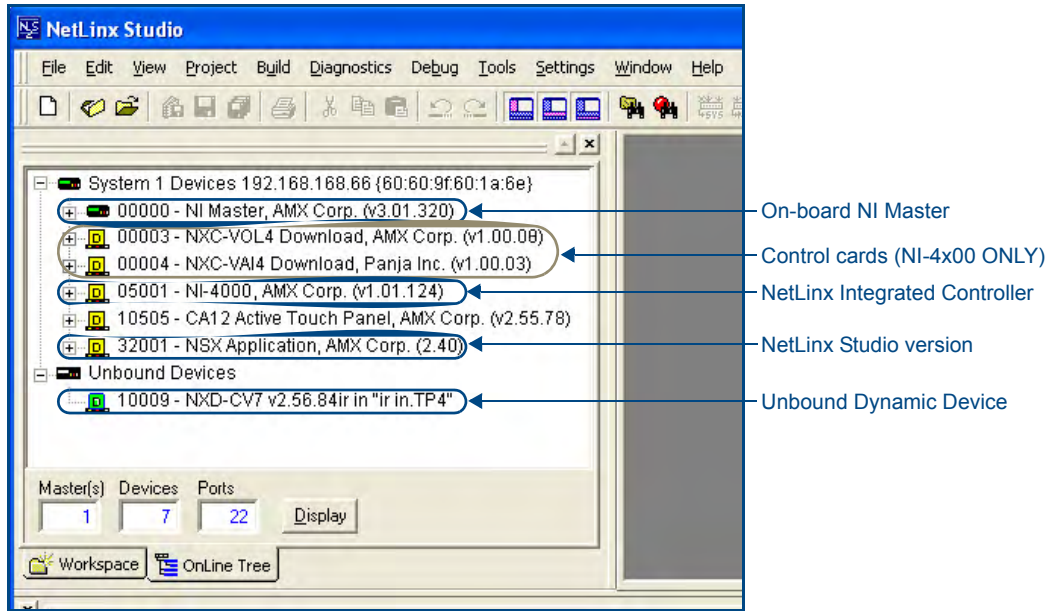 NetLinx Studio
File Edit View Project Build Diagnostics Debug Tools Settings Window Help
System 1 Devices 192.168.168.66 {60:60:9f:60:1a:6e}
00000 - NI Master, AMX Corp. (v3.01.320)
On-board NI Master
00003 - NXC-VOL4 Download, AMX Corp. (v1.00.08)
00004 - NXC-VAI4 Download, Panja Inc. (v1.00.03)
Control cards (NI-4x00 ONLY)
05001 - NI-4000, AMX Corp. (v1.01.124)
NetLinx Integrated Controller
10505 - CA12 Active Touch Panel, AMX Corp. (v2.55.78)
32001 - NSX Application, AMX Corp. (2.40)
NetLinx Studio version
Unbound Devices
10009 - NXD-CV7 v2.56.84ir in "ir in.TP4"
Unbound Dynamic Device
Master(s) Devices Ports
1 7 22 Display
Workspace OnLine Tree